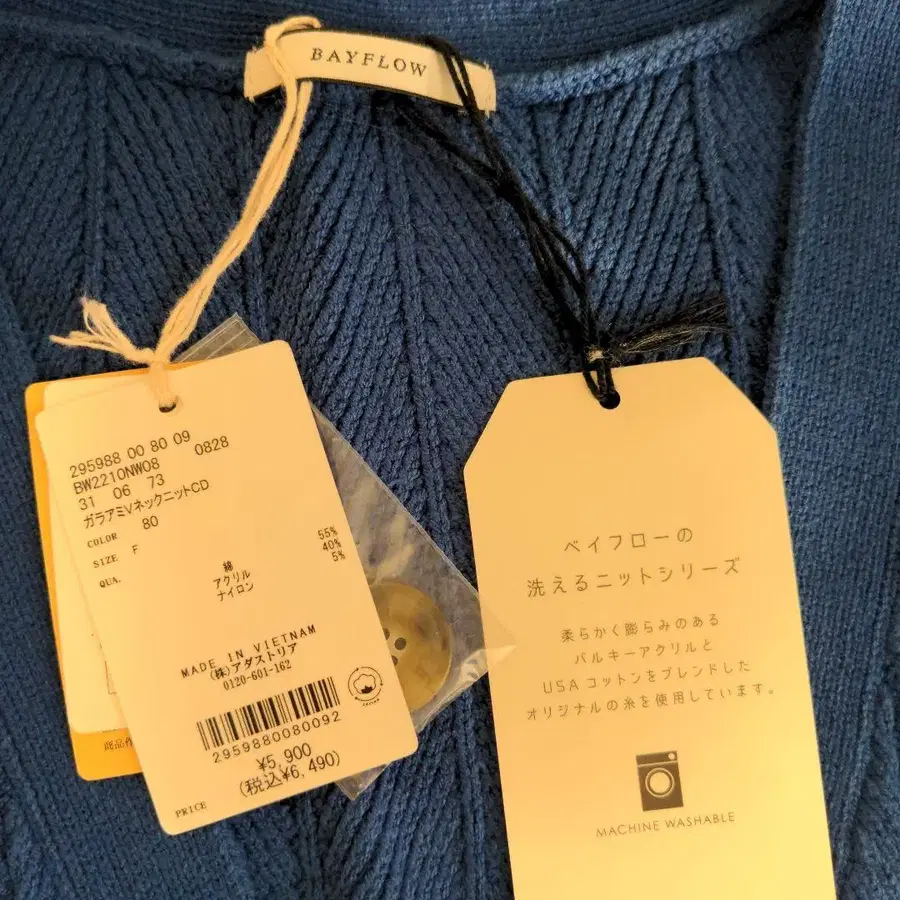 BAYFLOW
295988 00 80 09
BW2210NW08 0828
31 06 73
ガラアミVネックニットCD
COLOR 80
SIZE F
QUA.
綿 55%
アクリル 40%
ナイロン 5%
MADE IN VIETNAM
(株)アダストリア
0120-601-162
2959880080092
PRICE ¥5,900
(税込¥6,490)
商品
ベイフローの
洗えるニットシリーズ
柔らかく膨らみのある
バルキーアクリルと
USA コットンをブレンドした
オリジナルの糸を使用しています。
MACHINE WASHABLE